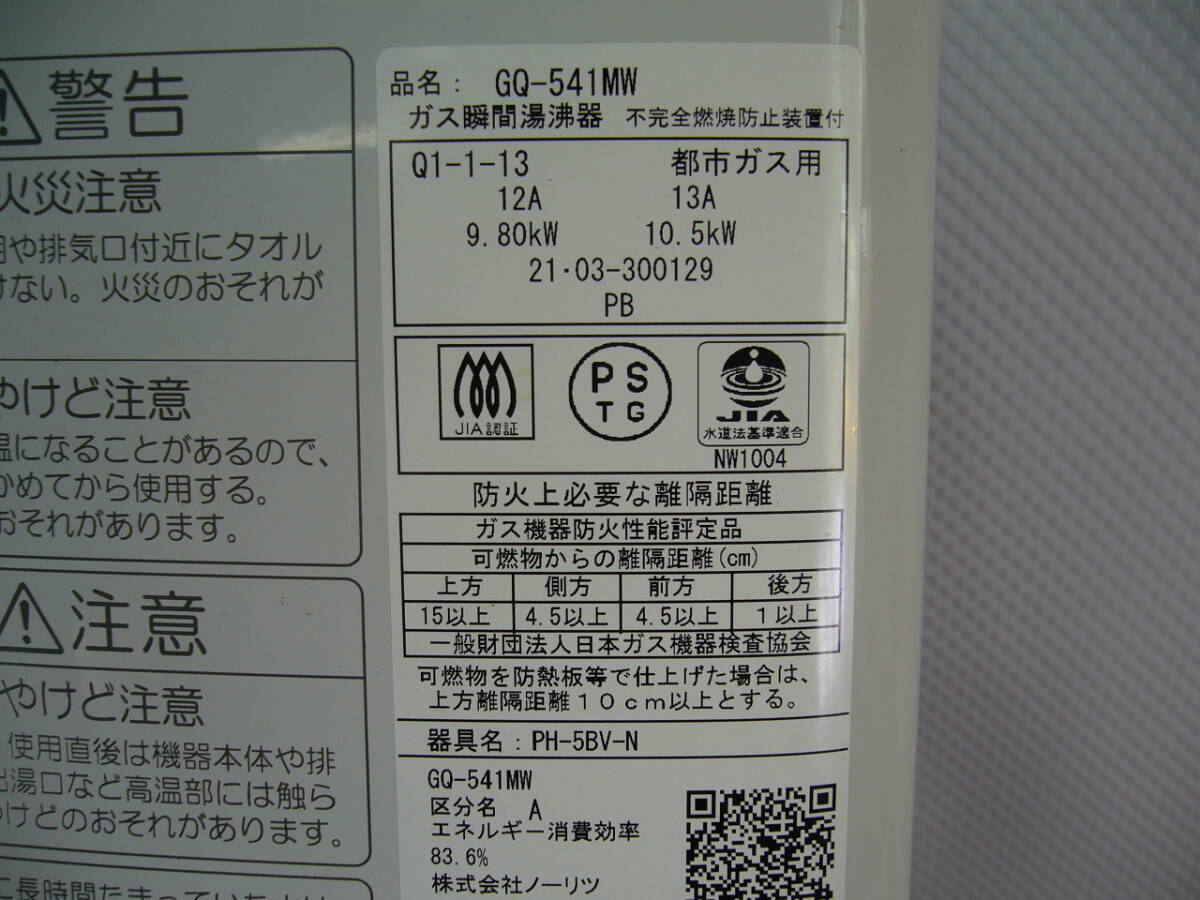 警告
火災注意
や排気口付近にタオル
ない。火災のおそれが
やけど注意
温になることがあるので、
かめてから使用する。
おそれがあります。
注意
やけど注意
使用直後は機器本体や排
出湯口など高温部には触ら
けどのおそれがあります。
長時間たまっていた
品名: GQ-541MW
ガス瞬間湯沸器 不完全燃焼防止装置付
Q1-1-13 都市ガス用
12A 13A
9.80kW 10.5kW
21・03-300129
PB
JIA認証
PS
TG
JIA
水道法基準適合
NW1004
防火上必要な離隔距離
ガス機器防火性能評定品
可燃物からの離隔距離(cm)
上方 側方 前方 後方
15以上 4.5以上 4.5以上 1以上
一般財団法人日本ガス機器検査協会
可燃物を防熱板等で仕上げた場合は、
上方離隔距離10cm以上とする。
器具名: PH-5BV-N
GQ-541MW
区分名 A
エネルギー消費効率
83.6%
株式会社ノーリツ